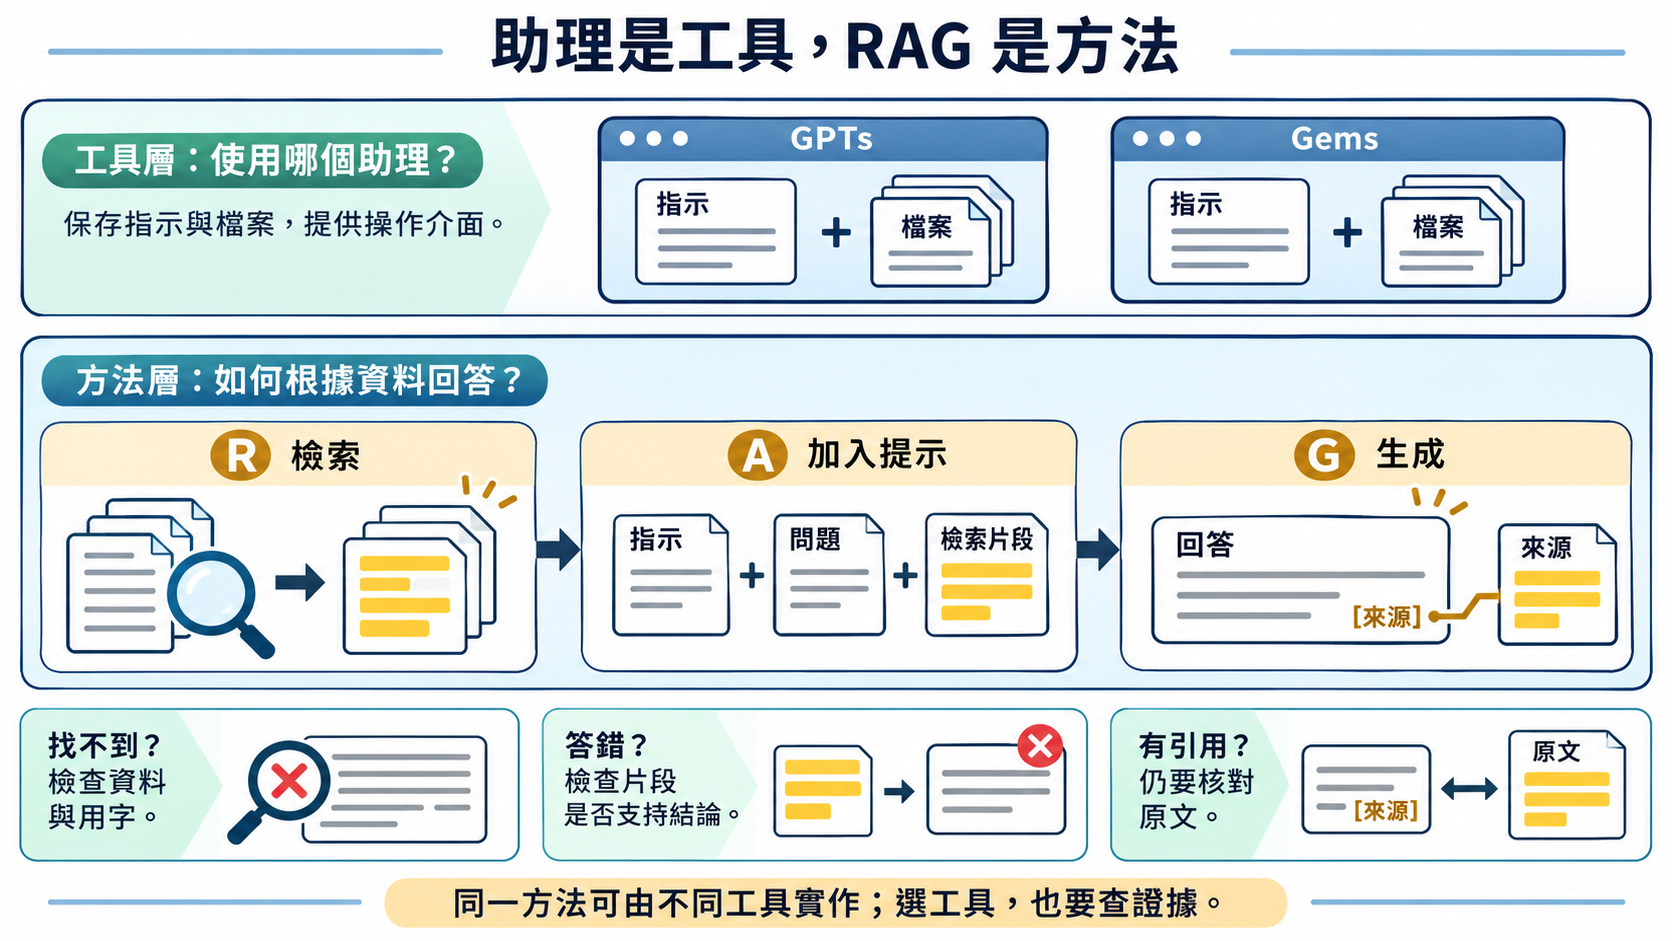 助理是工具，RAG 是方法
工具層：使用哪個助理？
保存指示與檔案，提供操作介面。
GPTs
指示
+
檔案
Gems
指示
+
檔案
方法層：如何根據資料回答？
R 檢索
A 加入提示
指示
+
問題
+
檢索片段
G 生成
回答
[來源]
來源
找不到？
檢查資料
與用字。
答錯？
檢查片段
是否支持結論。
有引用？
仍要核對
原文。
[來源]
原文
同一方法可由不同工具實作；選工具，也要查證據。